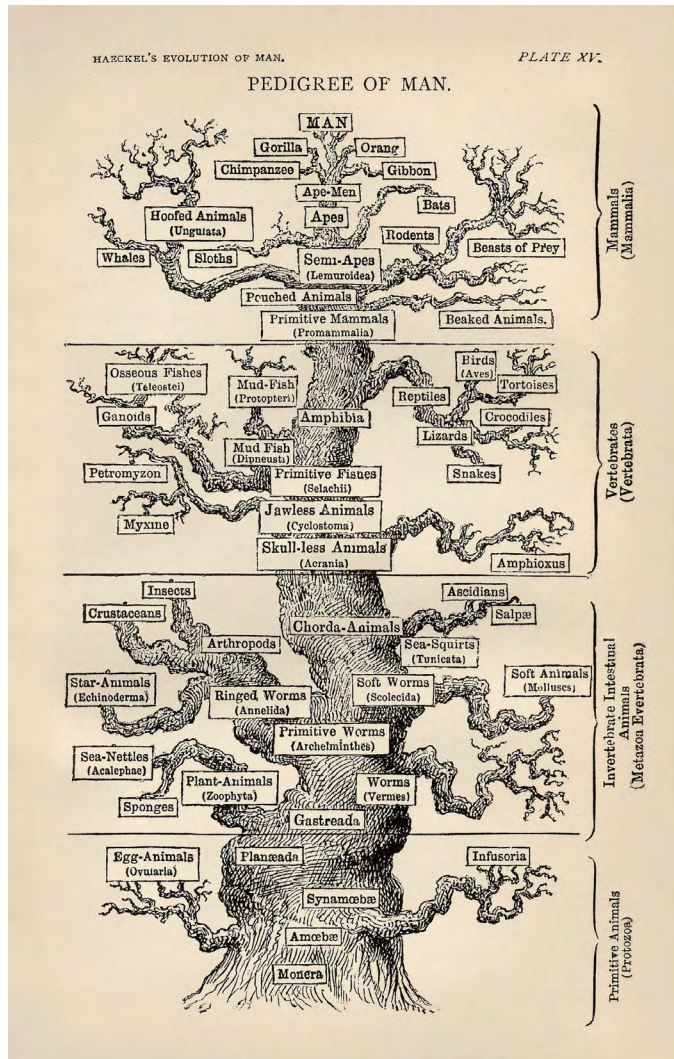 HAECKEL'S EVOLUTION OF MAN.
PLATE XV.
PEDIGREE OF MAN.
MAN
Gorilla
Orang
Chimpanzee
Gibbon
Ape-Men
Bats
Hoofed Animals
(Ungulata)
Apes
Rodents
Whales
Sloths
Semi-Apes
(Lemuroidea)
Beasts of Prey
Pouched Animals
Primitive Mammals
(Promammalia)
Beaked Animals.
Mammals
(Mammalia)
Osseous Fishes
(Teleostei)
Mud-Fish
(Protopteri)
Birds
(Aves)
Tortoises
Reptiles
Ganoids
Amphibia
Crocodiles
Lizards
Mud Fish
(Dipneusti)
Petromyzon
Primitive Fishes
(Selachii)
Snakes
Jawless Animals
(Cyclostoma)
Myxine
Skull-less Animals
(Acrania)
Amphioxus
Vertebrates
(Vertebrata)
Insects
Ascidians
Crustaceans
Salpæ
Chorda-Animals
Arthropods
Sea-Squirts
(Tunicata)
Star-Animals
(Echinoderma)
Ringed Worms
(Annelida)
Soft Worms
(Scolecida)
Soft Animals
(Molluscs)
Primitive Worms
(Archelminthes)
Sea-Nettles
(Acalephae)
Plant-Animals
(Zoophyta)
Worms
(Vermes)
Sponges
Gastreada
Invertebrate Intestinal
Animals
(Metazoa Evertebrata)
Egg-Animals
(Ovularia)
Planæada
Infusoria
Synamœbæ
Amœbæ
Monera
Primitive Animals
(Protozoa)